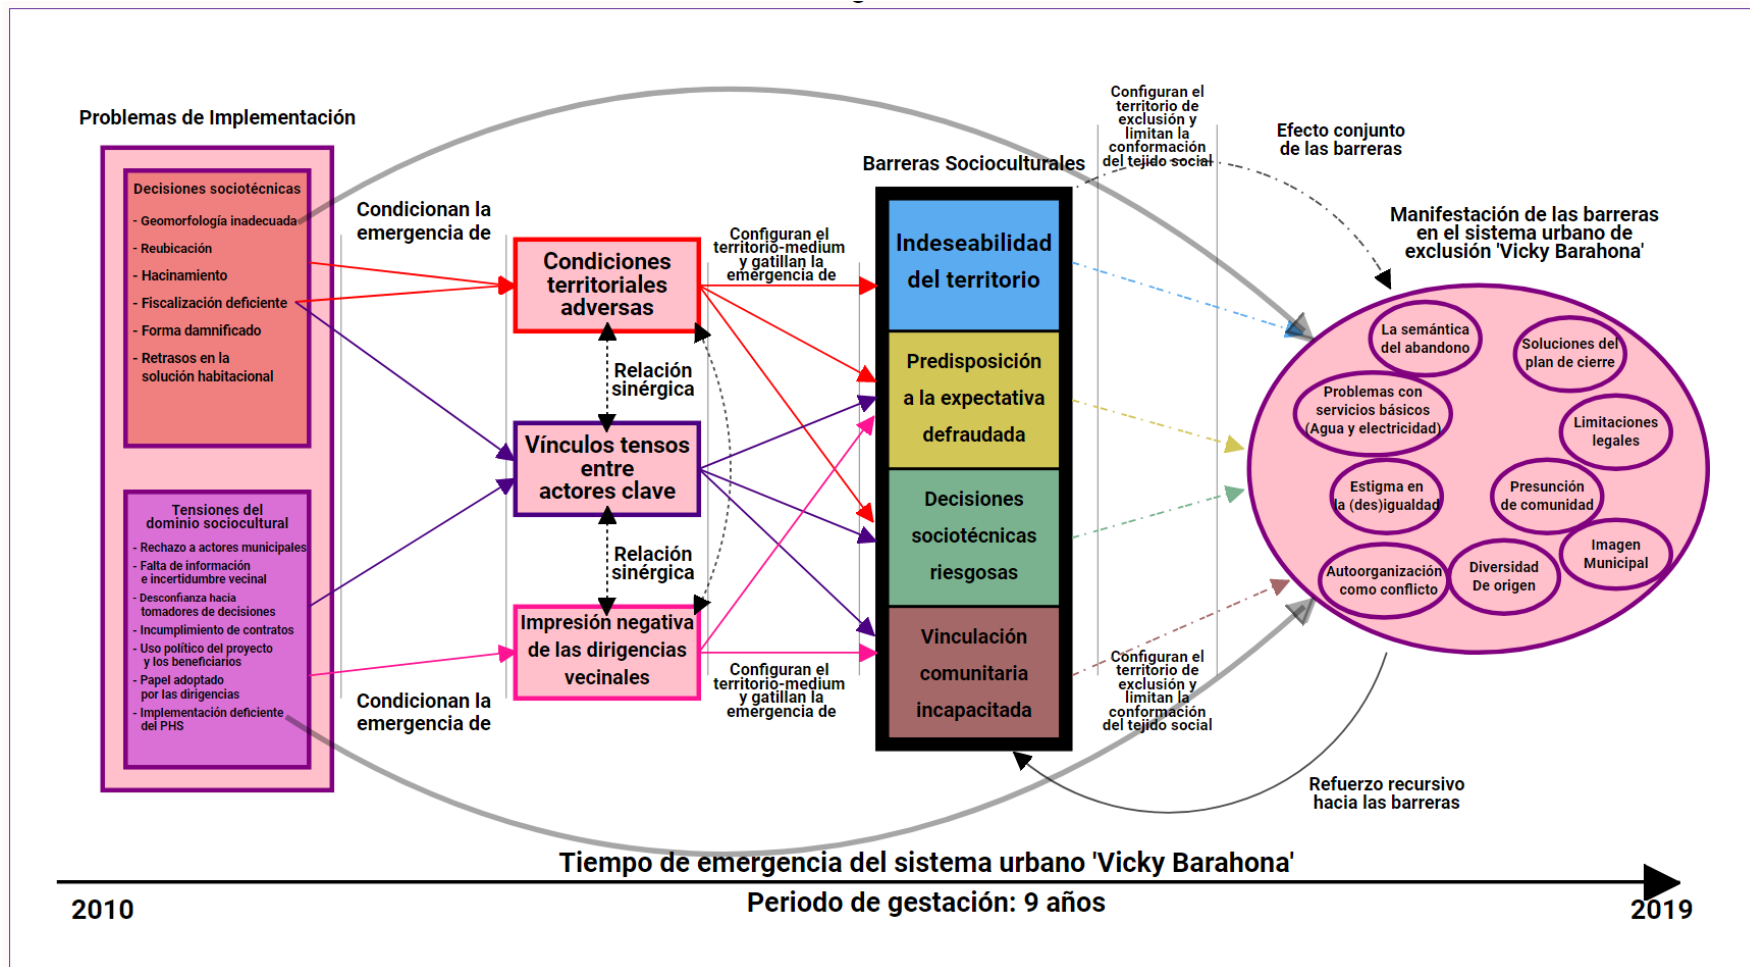 Problemas de Implementación
Decisiones sociotécnicas
- Geomorfología inadecuada
- Reubicación
- Hacinamiento
- Fiscalización deficiente
- Forma damnificado
- Retrasos en la
solución habitacional
Tensiones del
dominio sociocultural
- Rechazo a actores municipales
- Falta de información
e incertidumbre vecinal
- Desconfianza hacia
tomadores de decisiones
- Incumplimiento de contratos
- Uso político del proyecto
y los beneficiarios
- Papel adoptado
por las dirigencias
- Implementación deficiente
del PHS
Condicionan la
emergencia de
Condicionan la
emergencia de
Condiciones
territoriales
adversas
Relación
sinérgica
Vínculos tensos
entre
actores clave
Relación
sinérgica
Impresión negativa
de las dirigencias
vecinales
Configuran el
territorio-medium
y gatillan la
emergencia de
Configuran el
territorio-medium
y gatillan la
emergencia de
Barreras Socioculturales
Indeseabilidad
del territorio
Predisposición
a la expectativa
defraudada
Decisiones
sociotécnicas
riesgosas
Vinculación
comunitaria
incapacitada
Configuran el
territorio de
exclusión y
limitan la
conformación
del tejido social
Configuran el
territorio de
exclusión y
limitan la
conformación
del tejido social
Efecto conjunto
de las barreras
Manifestación de las barreras
en el sistema urbano de
exclusión 'Vicky Barahona'
La semántica
del abandono
Soluciones del
plan de cierre
Problemas con
servicios básicos
(Agua y electricidad)
Limitaciones
legales
Estigma en
la (des)igualdad
Presunción
de comunidad
Imagen
Municipal
Autoorganización
como conflicto
Diversidad
De origen
Refuerzo recursivo
hacia las barreras
Tiempo de emergencia del sistema urbano 'Vicky Barahona'
2010
Periodo de gestación: 9 años
2019